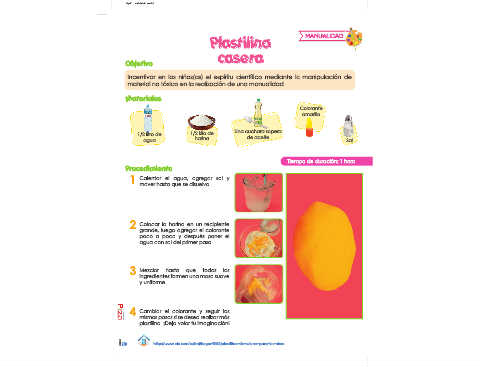 MANUALIDAD
Plastilina
casera
Objetivo
Incentivar en los niños(as) el espíritu científico mediante la manipulación de
material no tóxico en la realización de una manualidad
Materiales
1/2 litro de
agua
1/2 kilo de
harina
Una cuchara sopera
de aceite
Colorante
amarillo
Sal
Tiempo de duración: 1 hora
Procedimiento
1 Calentar el agua, agregar sal y
mover hasta que se disuelva
2 Colocar la harina en un recipiente
grande, luego agregar el colorante
poco a poco y después poner el
agua con sal del primer paso
3 Mezclar hasta que todos los
ingredientes formen una masa suave
y uniforme
4 Cambiar el colorante y seguir los
mismos pasos si se desea realizar más
plastilina ¡Deja volar tu imaginación!